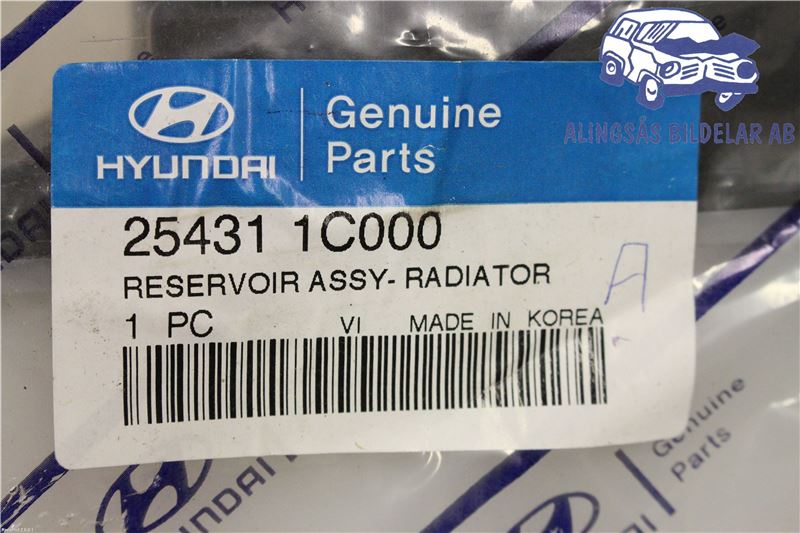 ALINGSÅS BILDELAR AB
HYUNDAI
Genuine
Parts
25431 1C000
RESERVOIR ASSY- RADIATOR
A
1 PC VI MADE IN KOREA
Genuine
Parts
HYUNDAI